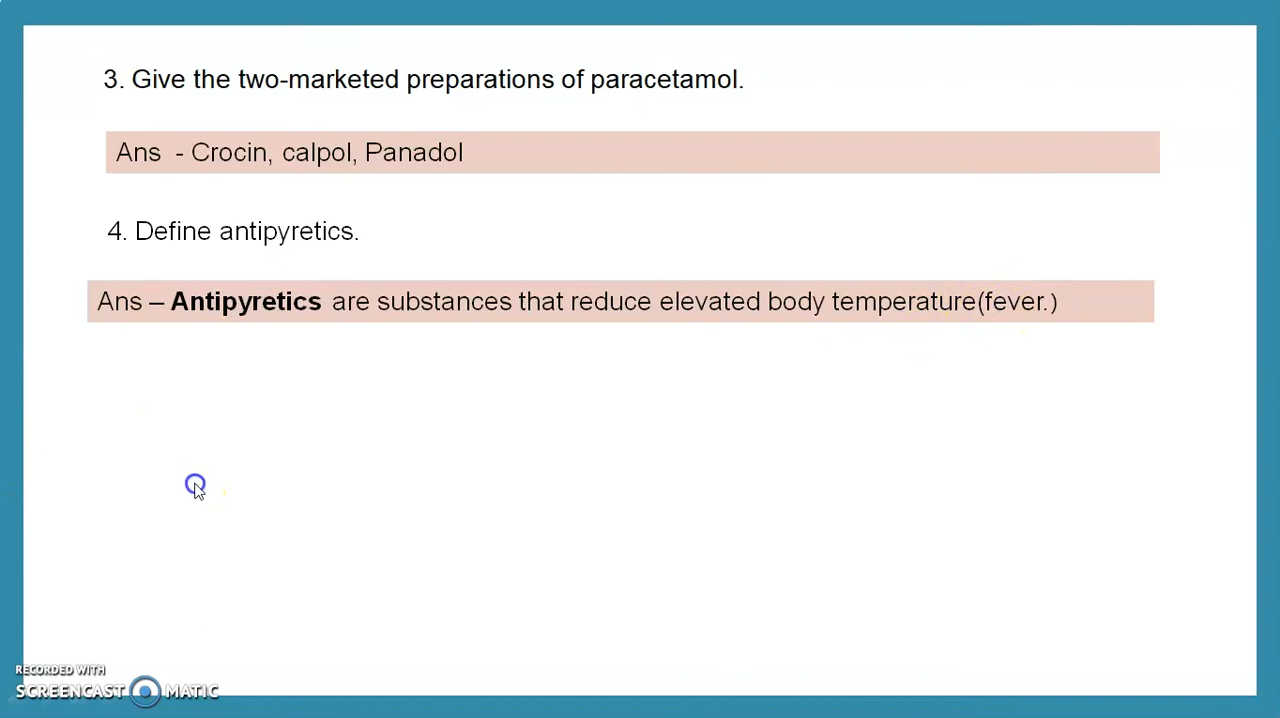 3. Give the two-marketed preparations of paracetamol.
Ans - Crocin, calpol, Panadol
4. Define antipyretics.
Ans – Antipyretics are substances that reduce elevated body temperature(fever.)
RECORDED WITH
SCREENCAST MATIC